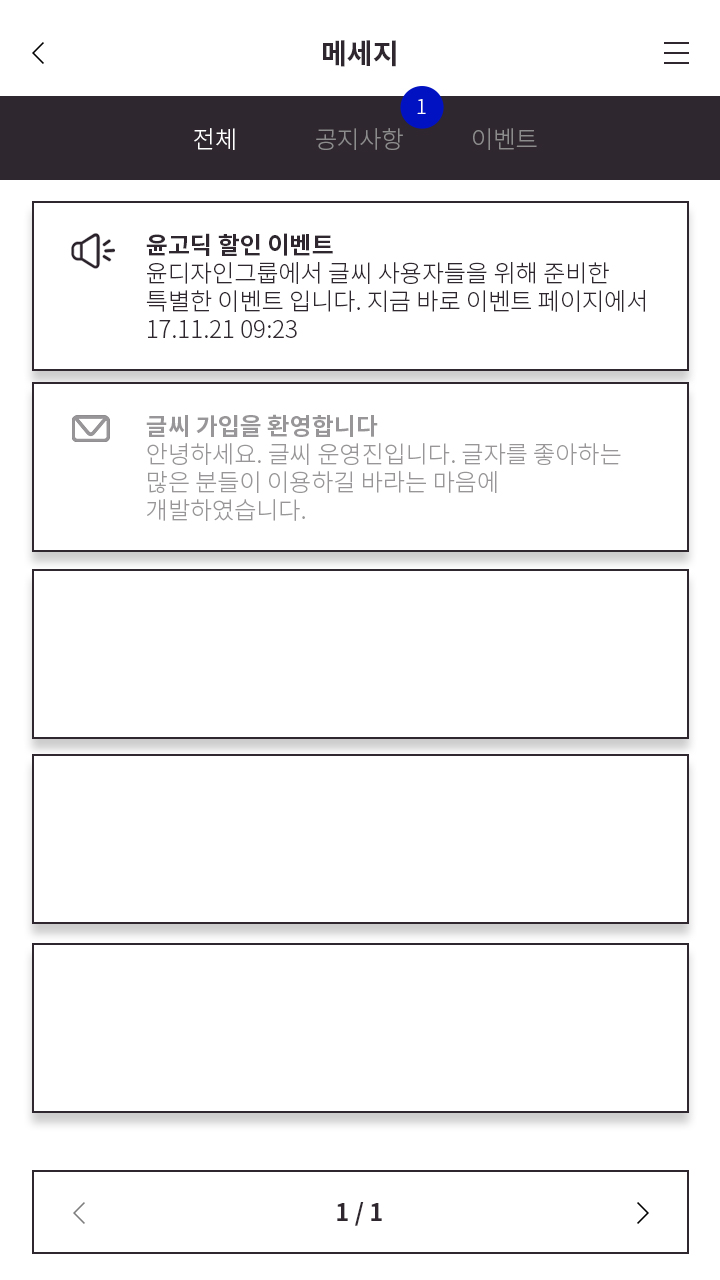 메세지
1
전체 공지사항 이벤트
윤고딕 할인 이벤트
윤디자인그룹에서 글씨 사용자들을 위해 준비한
특별한 이벤트 입니다. 지금 바로 이벤트 페이지에서
17.11.21 09:23
글씨 가입을 환영합니다
안녕하세요. 글씨 운영진입니다. 글자를 좋아하는
많은 분들이 이용하길 바라는 마음에
개발하였습니다.
1 / 1